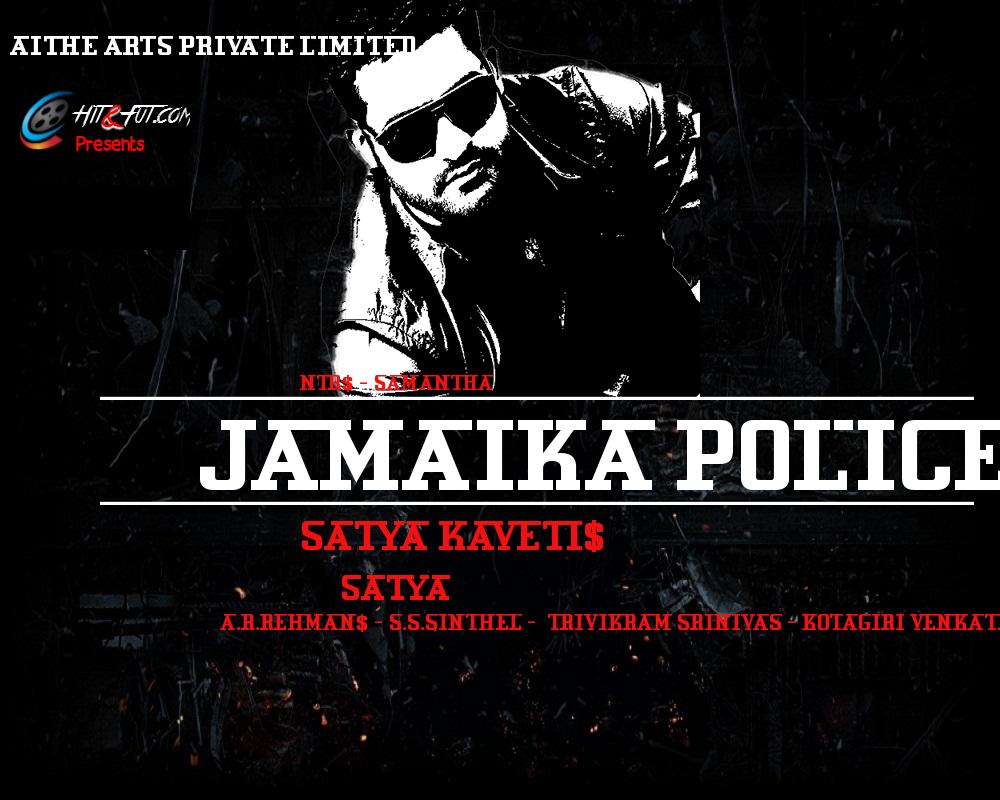 AITHE ARTS PRIVATE LIMITED
HIT&FUT.COM
Presents
NTR$ - SAMANTHA
JAMAIKA POLICE
SATYA KAVETI$
SATYA
A.R.REHMAN$ - S.S.SINTHEL - TRIVIKRAM SRINIVAS - KOTAGIRI